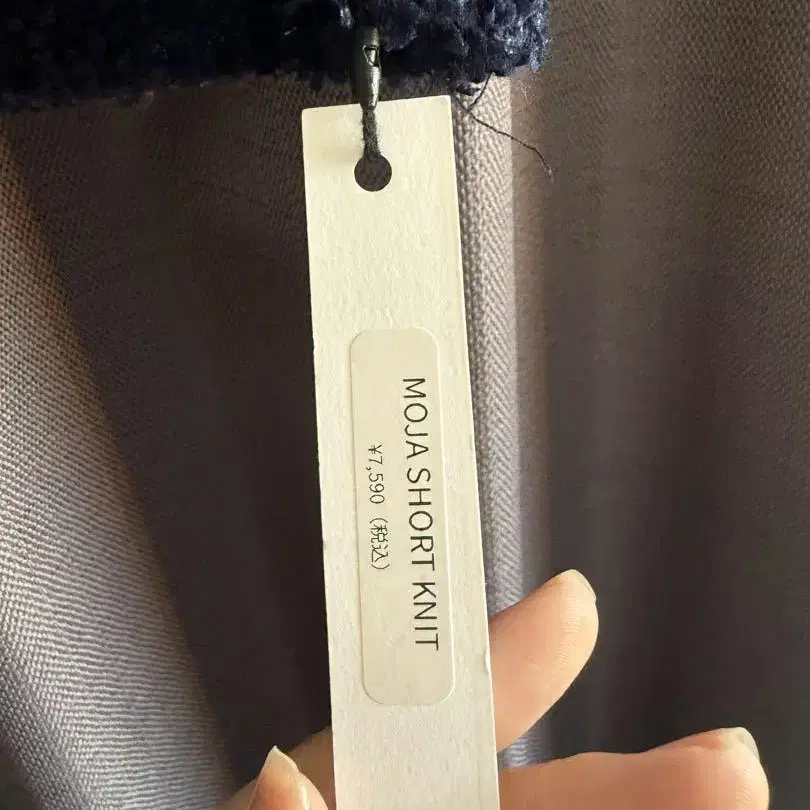 MOJA SHORT KNIT
¥7,590 (税込)